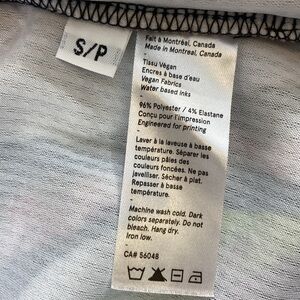 S/P
Fait à Montréal, Canada
Made in Montreal, Canada
Tissu Végan
Encres à base d'eau
Vegan Fabrics
Water based inks
96% Polyester / 4% Elastane
Conçu pour l'impression
Engineered for printing
Laver à la laveuse à basse
température. Séparer les
couleurs pâles des
couleurs foncées. Ne pas
javelliser. Sécher à plat.
Repasser à basse
température.
Machine wash cold. Dark
colors separately. Do not
bleach. Hang dry.
Iron low.
CA# 56048